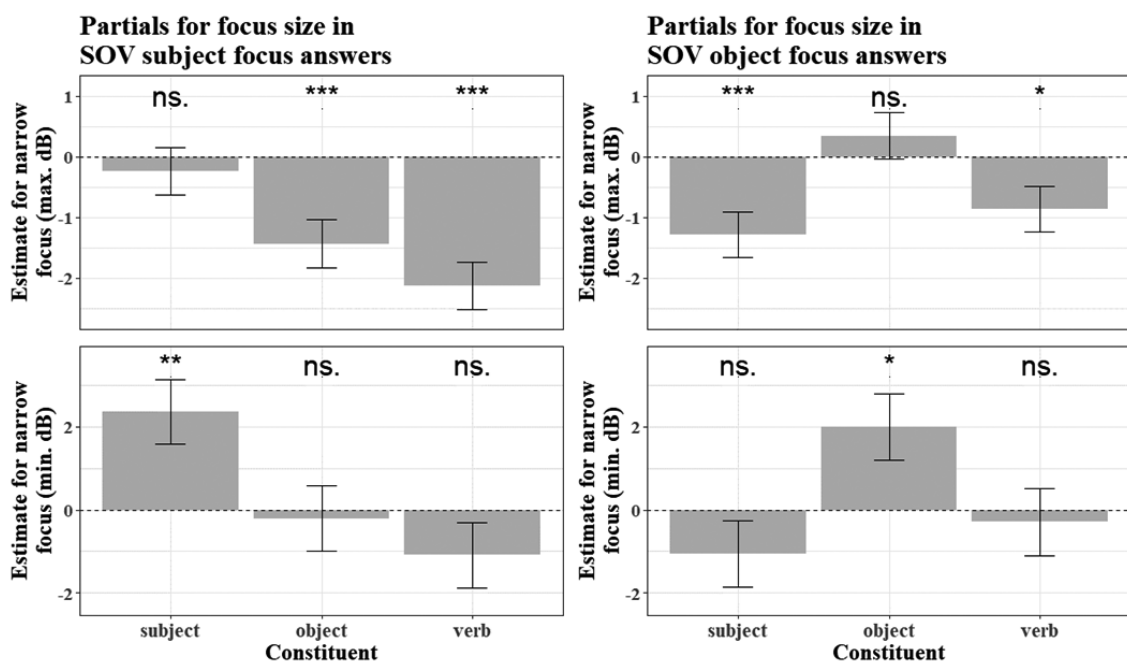 Partials for focus size in
SOV subject focus answers
Estimate for narrow
focus (max. dB)
1
0
-1
-2
ns.
***
***
Partials for focus size in
SOV object focus answers
Estimate for narrow
focus (max. dB)
1
0
-1
-2
***
ns.
*
Estimate for narrow
focus (min. dB)
2
0
-2
**
ns.
ns.
subject
object
verb
Constituent
Estimate for narrow
focus (min. dB)
2
0
-2
ns.
*
ns.
subject
object
verb
Constituent